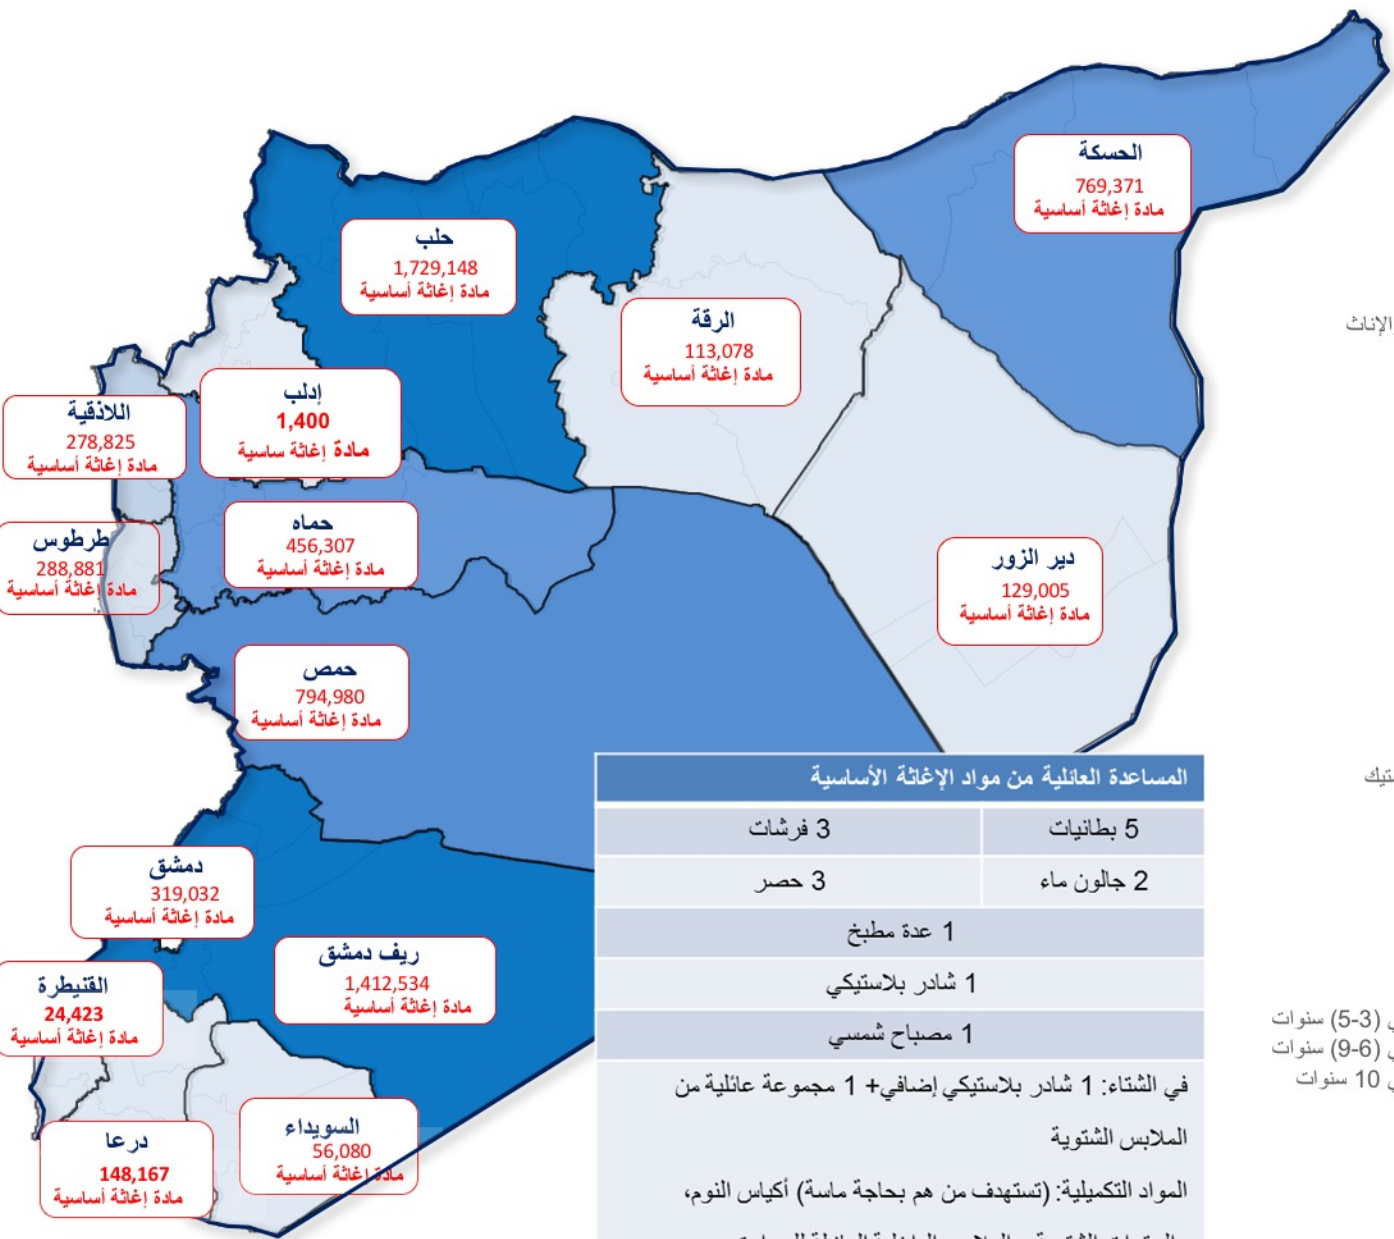 الحسكة
769,371
مادة إغاثة أساسية
حلب
1,729,148
مادة إغاثة أساسية
الرقة
113,078
مادة إغاثة أساسية
الإناث
إدلب
1,400
مادة إغاثة ساسية
اللاذقية
278,825
مادة إغاثة أساسية
حماه
456,307
مادة إغاثة أساسية
طرطوس
288,881
مادة إغاثة أساسية
دير الزور
129,005
مادة إغاثة أساسية
حمص
794,980
مادة إغاثة أساسية
دمشق
319,032
مادة إغاثة أساسية
ريف دمشق
1,412,534
مادة إغاثة أساسية
القنيطرة
24,423
مادة إغاثة أساسية
السويداء
56,080
مادة إغاثة أساسية
درعا
148,167
مادة إغاثة أساسية
المساعدة العائلية من مواد الإغاثة الأساسية
5 بطانيات 3 فرشات
2 جالون ماء 3 حصر
1 عدة مطبخ
1 شادر بلاستيكي
1 مصباح شمسي
في الشتاء: 1 شادر بلاستيكي إضافي+ 1 مجموعة عائلية من
الملابس الشتوية
المواد التكميلية: (تستهدف من هم بحاجة ماسة) أكياس النوم،
(3-5) سنوات
(6-9) سنوات
10 سنوات